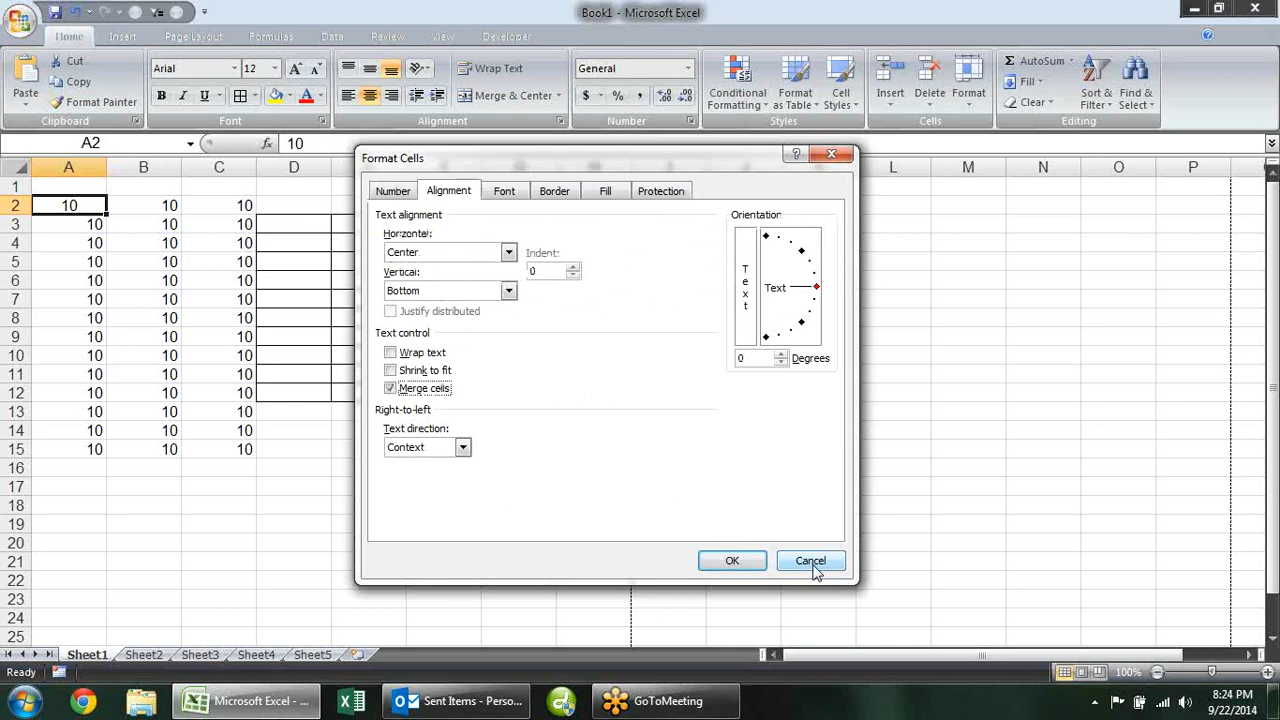 Book1 - Microsoft Excel
Home Insert Page Layout Formulas Data Review View Developer
Cut
Copy
Format Painter
Paste
Clipboard
Arial 12
B I U
Font
Wrap Text
Merge & Center
Alignment
General
$ % ,
Number
Conditional Formatting
Format as Table
Cell Styles
Styles
Insert Delete Format
Cells
Σ AutoSum
Fill
Clear
Sort & Filter
Find & Select
Editing
A2 fx 10
A B C D L M N O P
1
2 10 10 10
3 10 10 10
4 10 10 10
5 10 10 10
6 10 10 10
7 10 10 10
8 10 10 10
9 10 10 10
10 10 10 10
11 10 10 10
12 10 10 10
13 10 10 10
14 10 10 10
15 10 10 10
16
17
18
19
20
21
22
23
24
25
Format Cells
Number Alignment Font Border Fill Protection
Text alignment
Horizontal:
Center
Indent:
0
Vertical:
Bottom
Justify distributed
Text control
Wrap text
Shrink to fit
Merge cells
Right-to-left
Text direction:
Context
Orientation
Text
Text
0 Degrees
OK Cancel
Sheet1 Sheet2 Sheet3 Sheet4 Sheet5
Ready 100%
Microsoft Excel - ... Sent Items - Perso... GoToMeeting
8:24 PM
9/22/2014